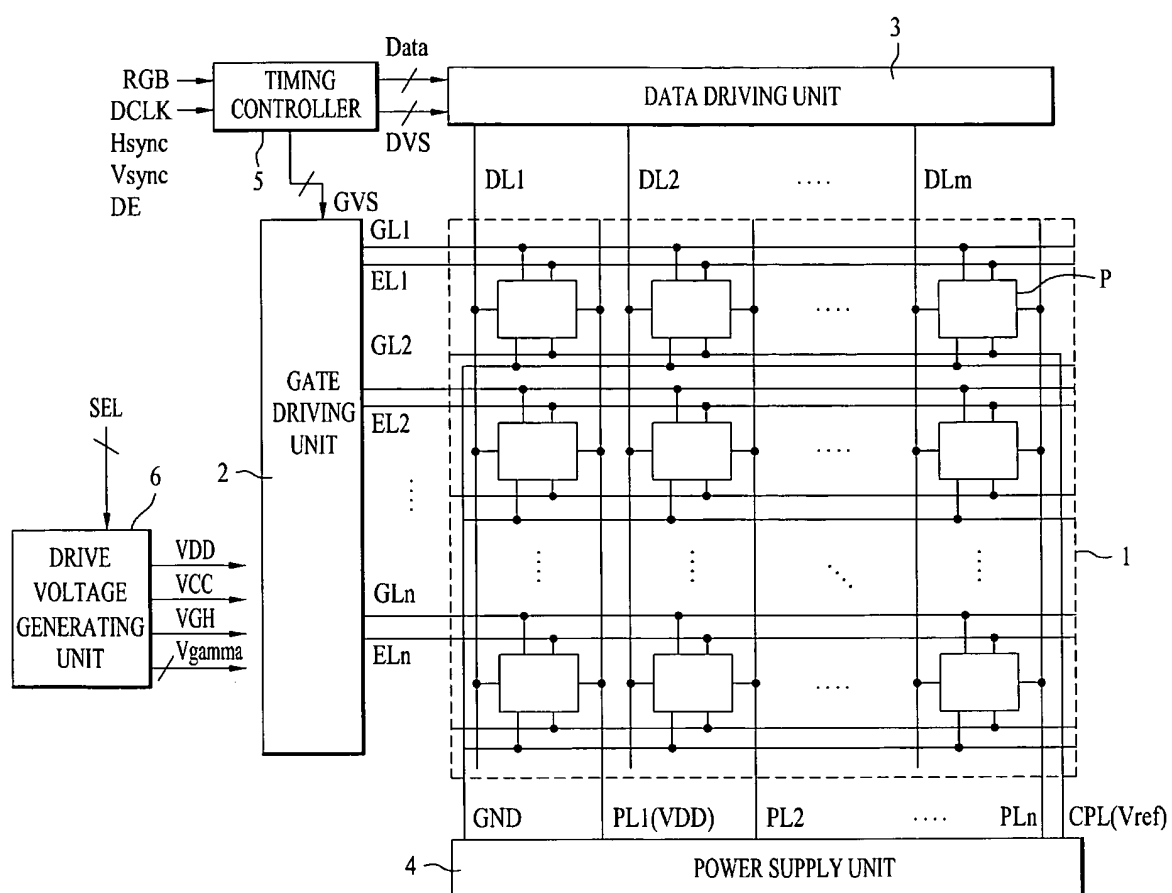 3
Data
RGB
TIMING
CONTROLLER
DATA DRIVING UNIT
DCLK
DVS
Hsync
5
Vsync
DL1
DL2
....
DLm
DE
GVS
GL1
EL1
P
....
GL2
GATE
DRIVING
UNIT
SEL
EL2
....
2
....
6
DRIVE
VOLTAGE
GENERATING
UNIT
VDD
VCC
VGH
Vgamma
....
....
....
....
1
GLn
ELn
....
GND
PL1(VDD)
PL2
....
PLn
CPL(Vref)
4
POWER SUPPLY UNIT